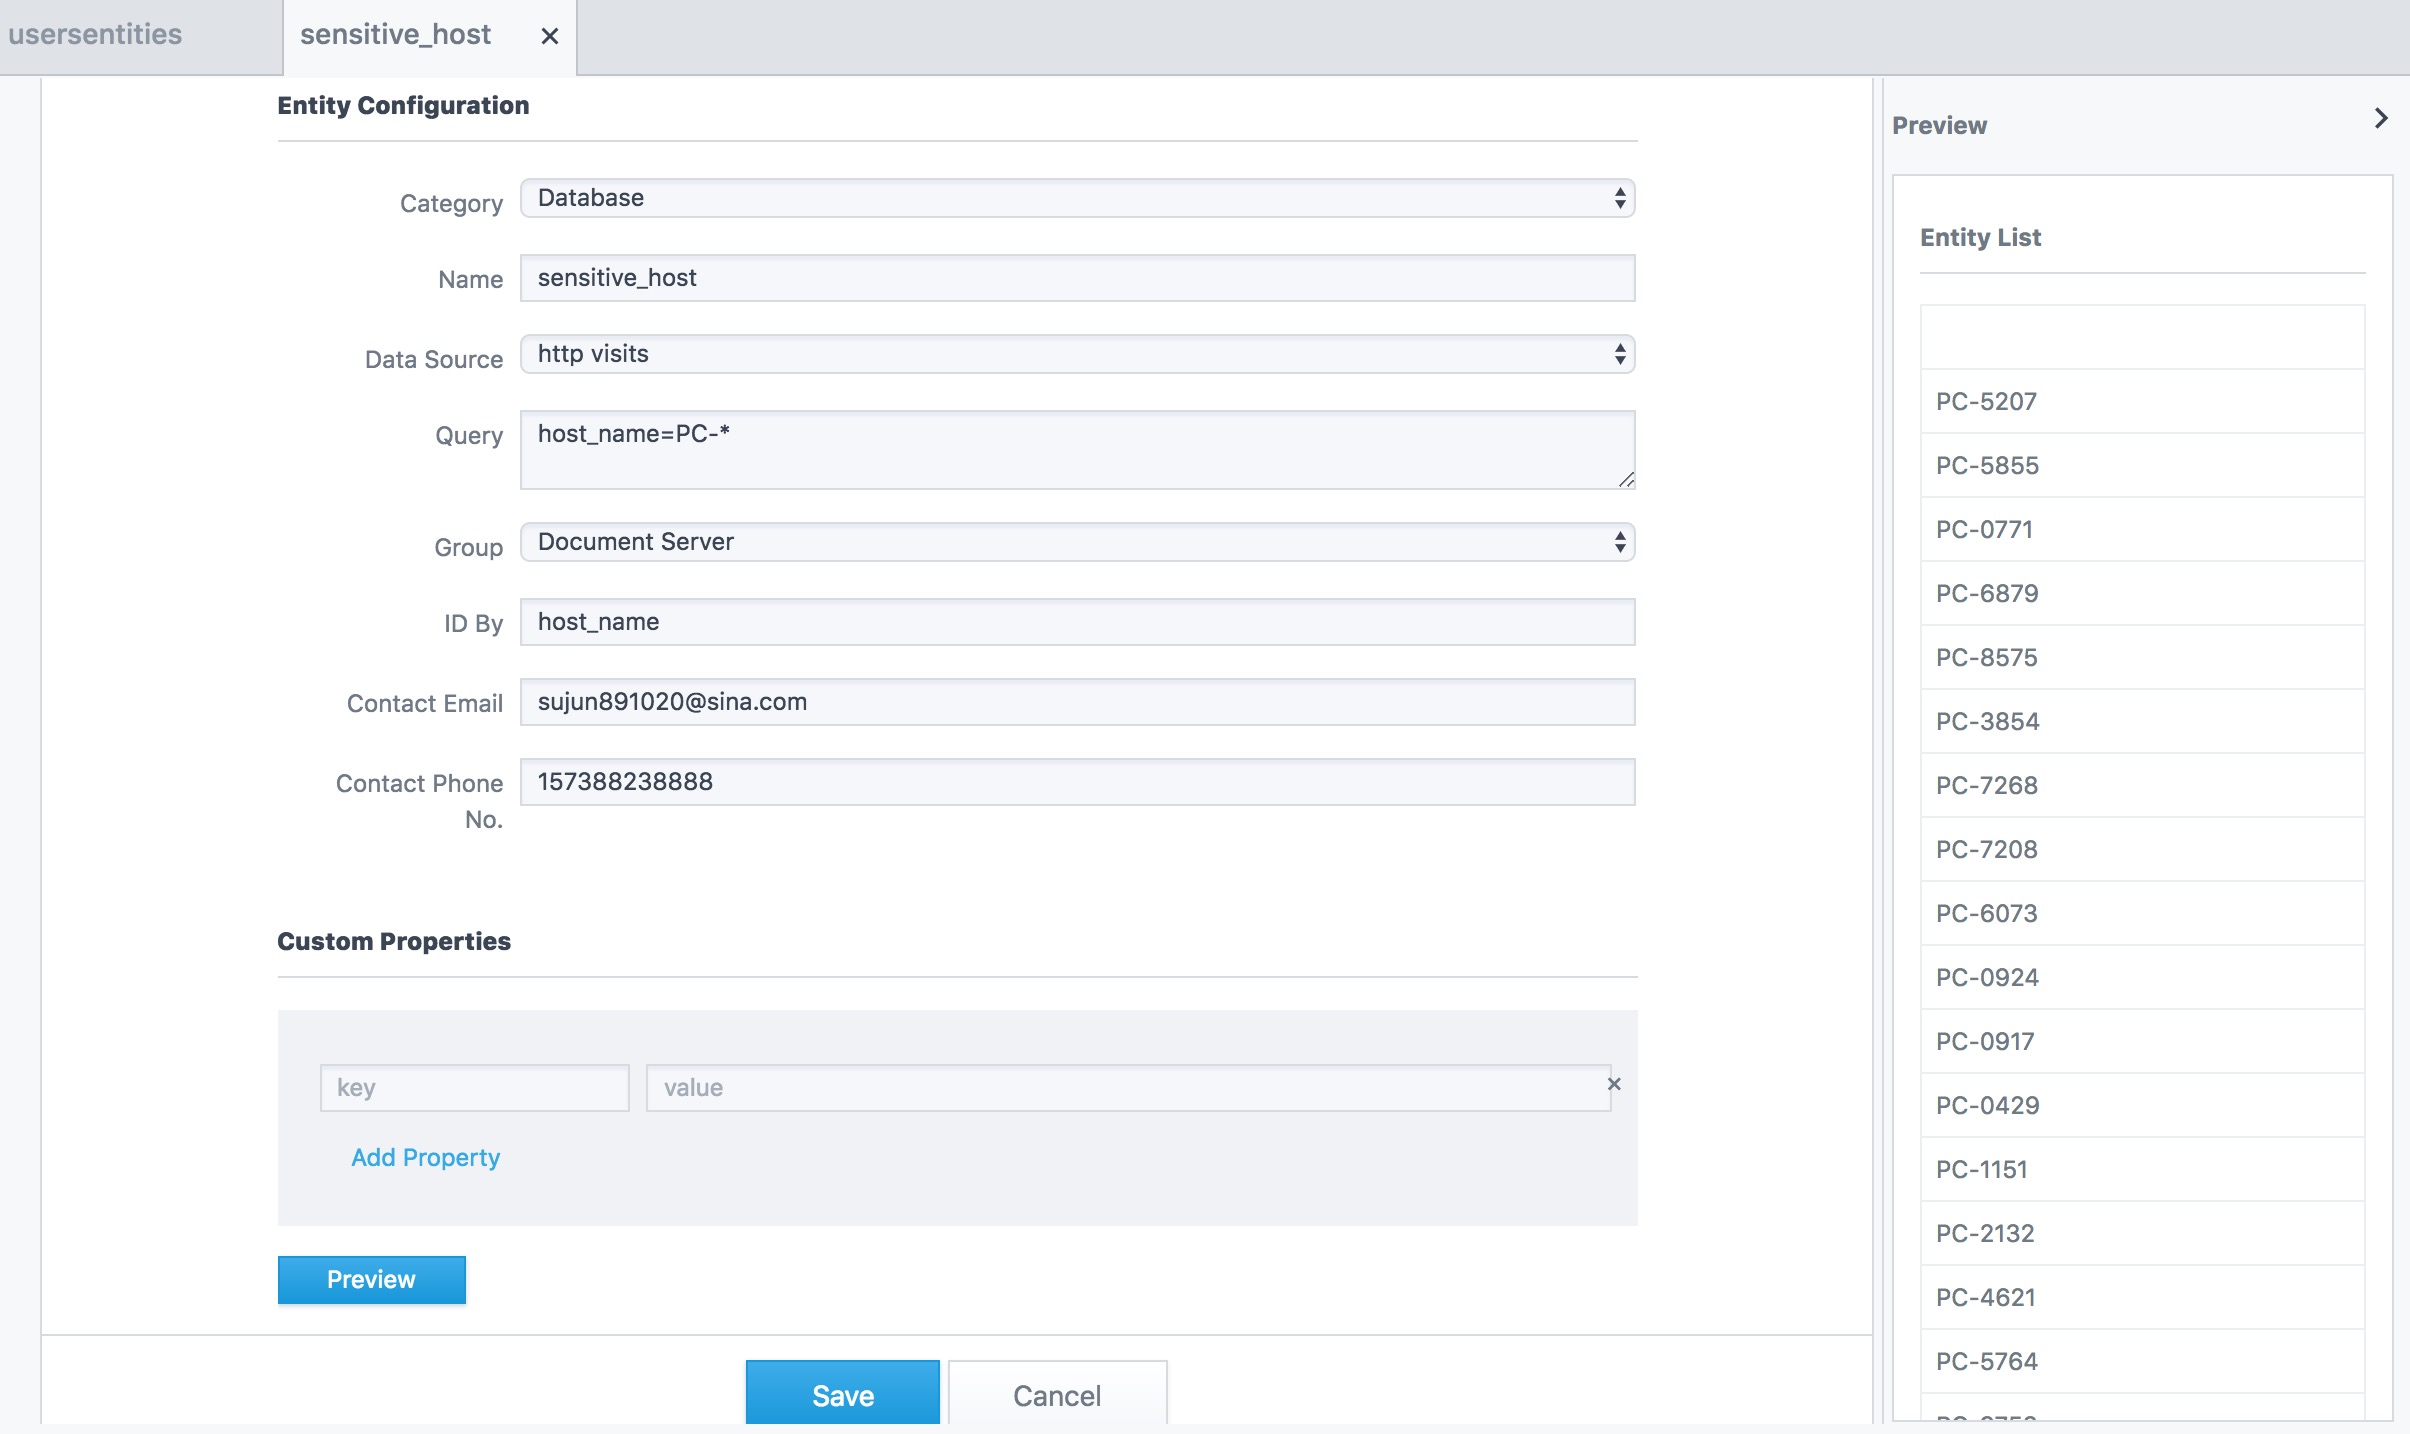 usersentities
sensitive_host
Entity Configuration
Category
Database
Name
sensitive_host
Data Source
http visits
Query
host_name=PC-*
Group
Document Server
ID By
host_name
Contact Email
sujun891020@sina.com
Contact Phone
No.
157388238888
Custom Properties
key
value
Add Property
Preview
Save
Cancel
Preview
Entity List
PC-5207
PC-5855
PC-0771
PC-6879
PC-8575
PC-3854
PC-7268
PC-7208
PC-6073
PC-0924
PC-0917
PC-0429
PC-1151
PC-2132
PC-4621
PC-5764